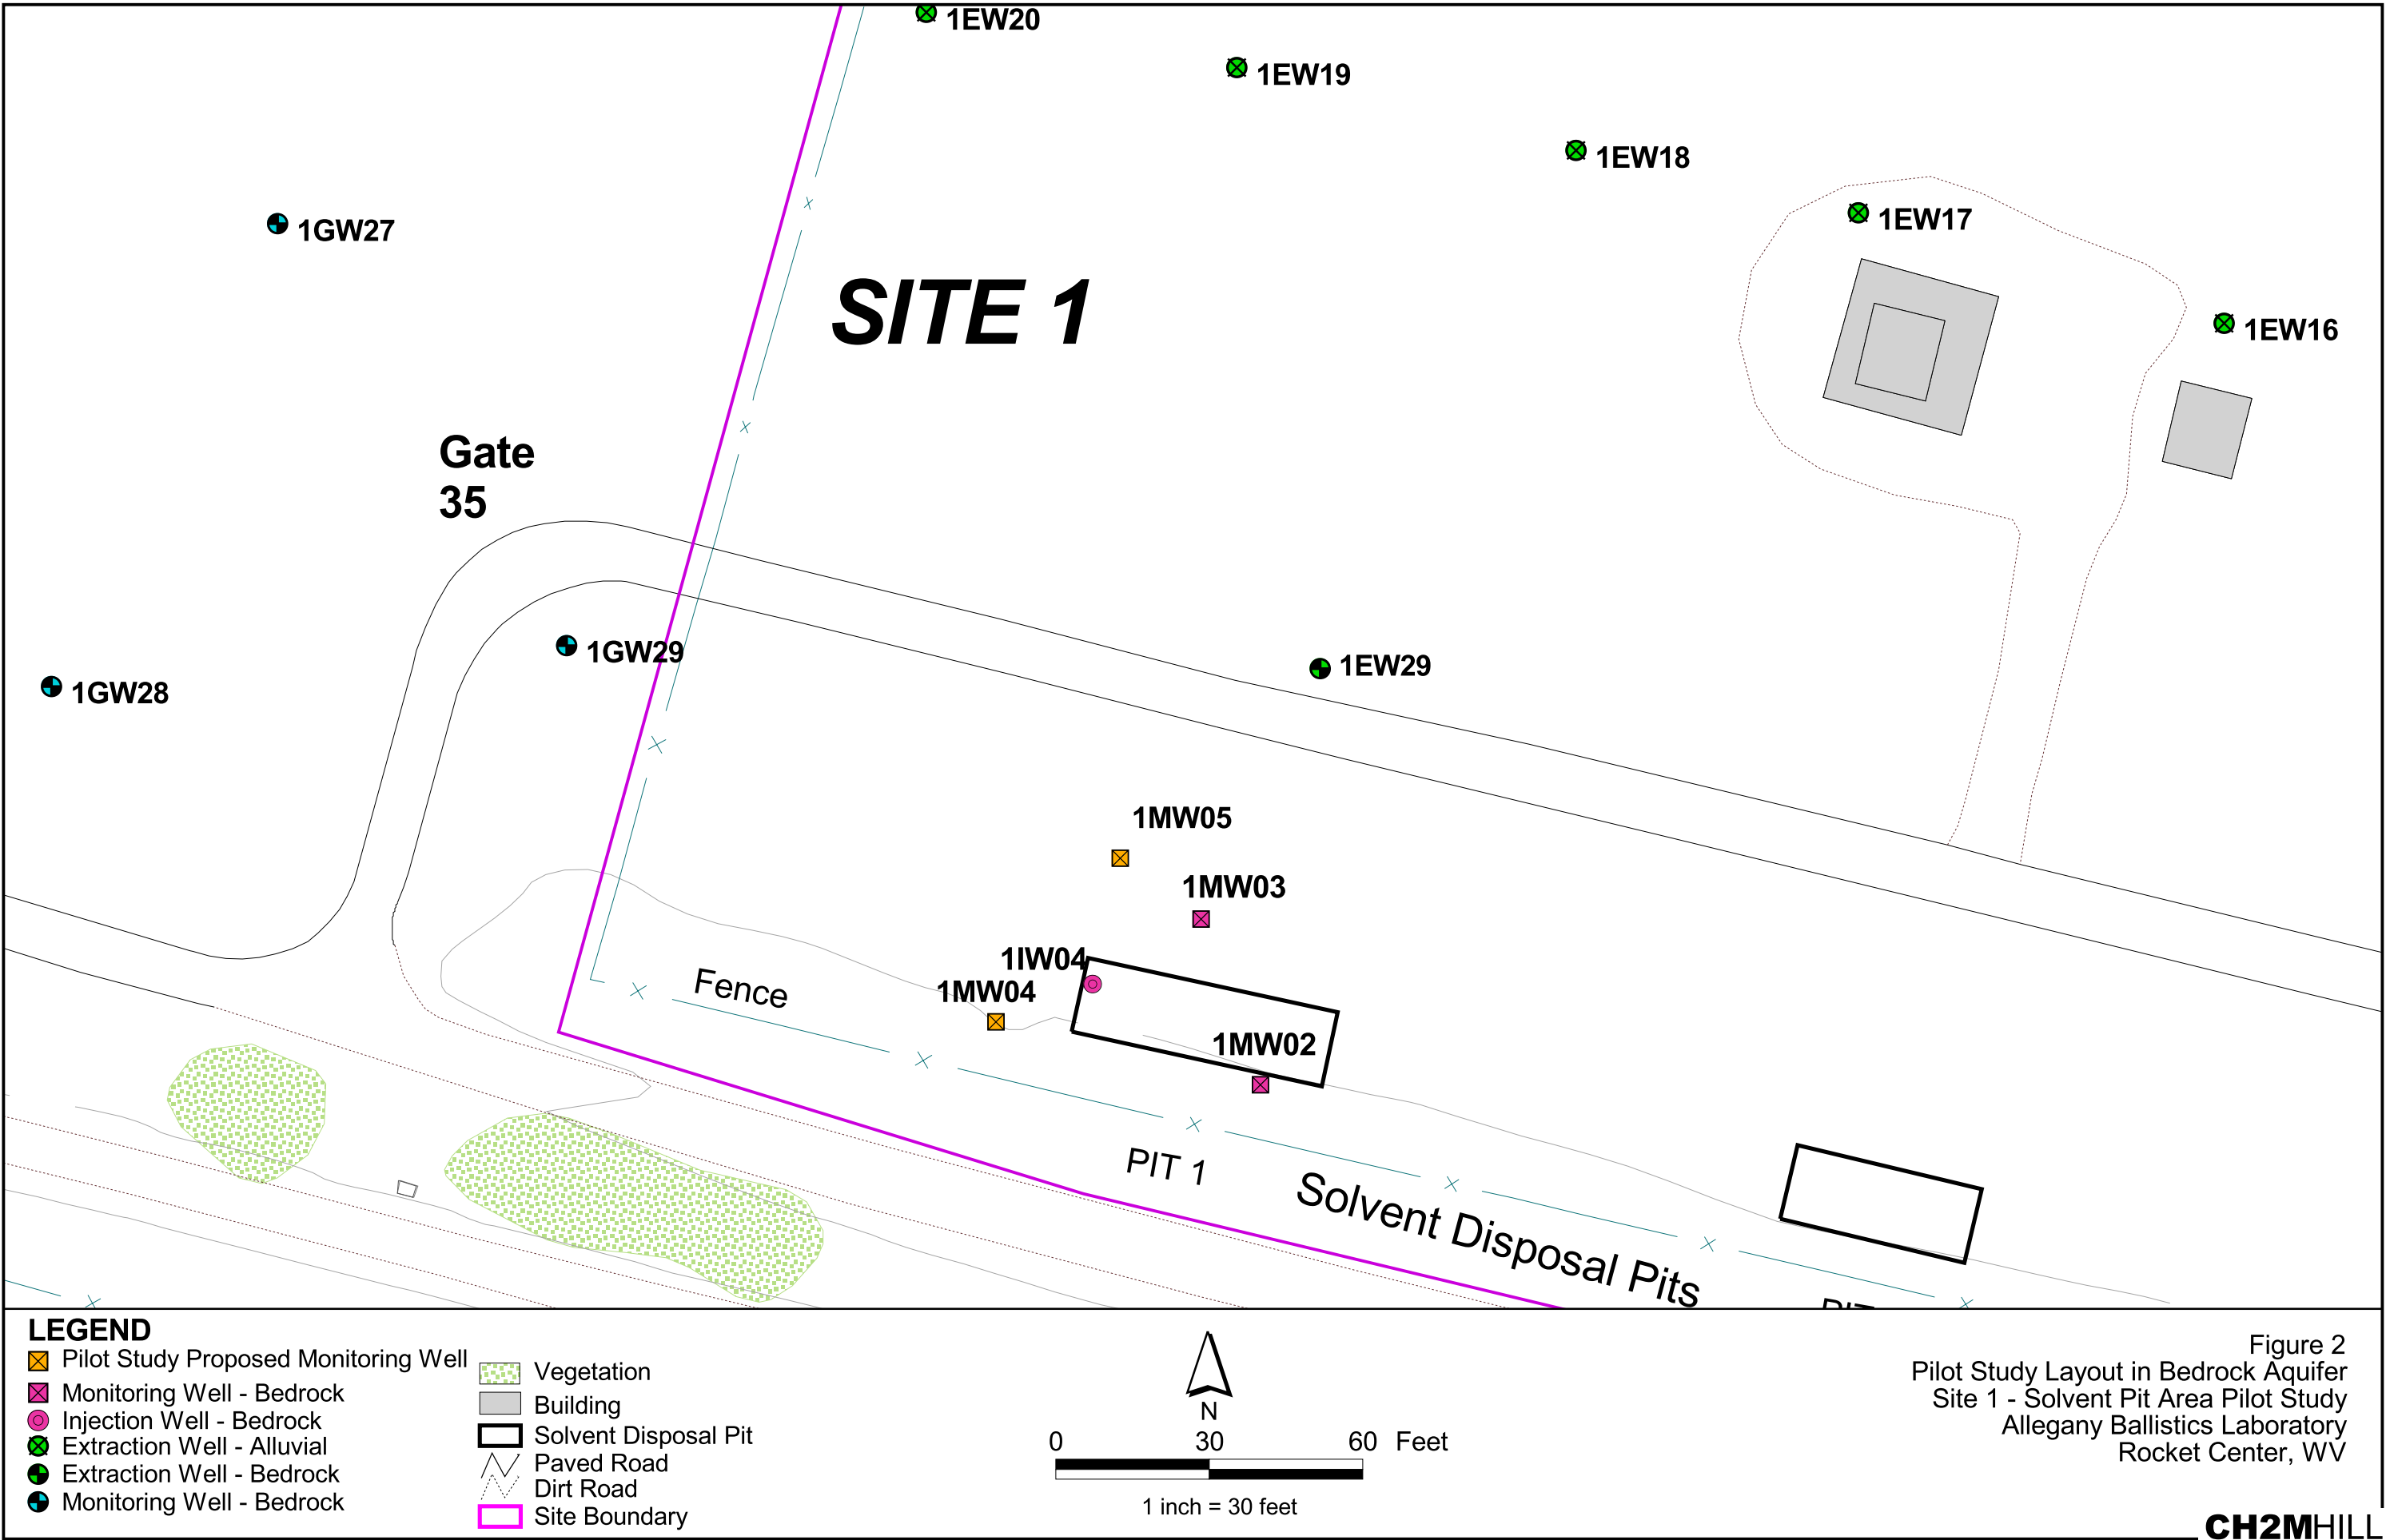 1EW20
1EW19
1EW18
1EW17
1GW27
SITE 1
1EW16
Gate
35
1GW29
1EW29
1GW28
1MW05
1MW03
1IW04
Fence
1MW04
1MW02
PIT 1
Solvent Disposal Pits
PIT
LEGEND
Pilot Study Proposed Monitoring Well
Monitoring Well - Bedrock
Injection Well - Bedrock
Extraction Well - Alluvial
Extraction Well - Bedrock
Monitoring Well - Bedrock
Vegetation
Building
Solvent Disposal Pit
Paved Road
Dirt Road
Site Boundary
N
0 30 60 Feet
1 inch = 30 feet
Figure 2
Pilot Study Layout in Bedrock Aquifer
Site 1 - Solvent Pit Area Pilot Study
Allegany Ballistics Laboratory
Rocket Center, WV
CH2MHILL